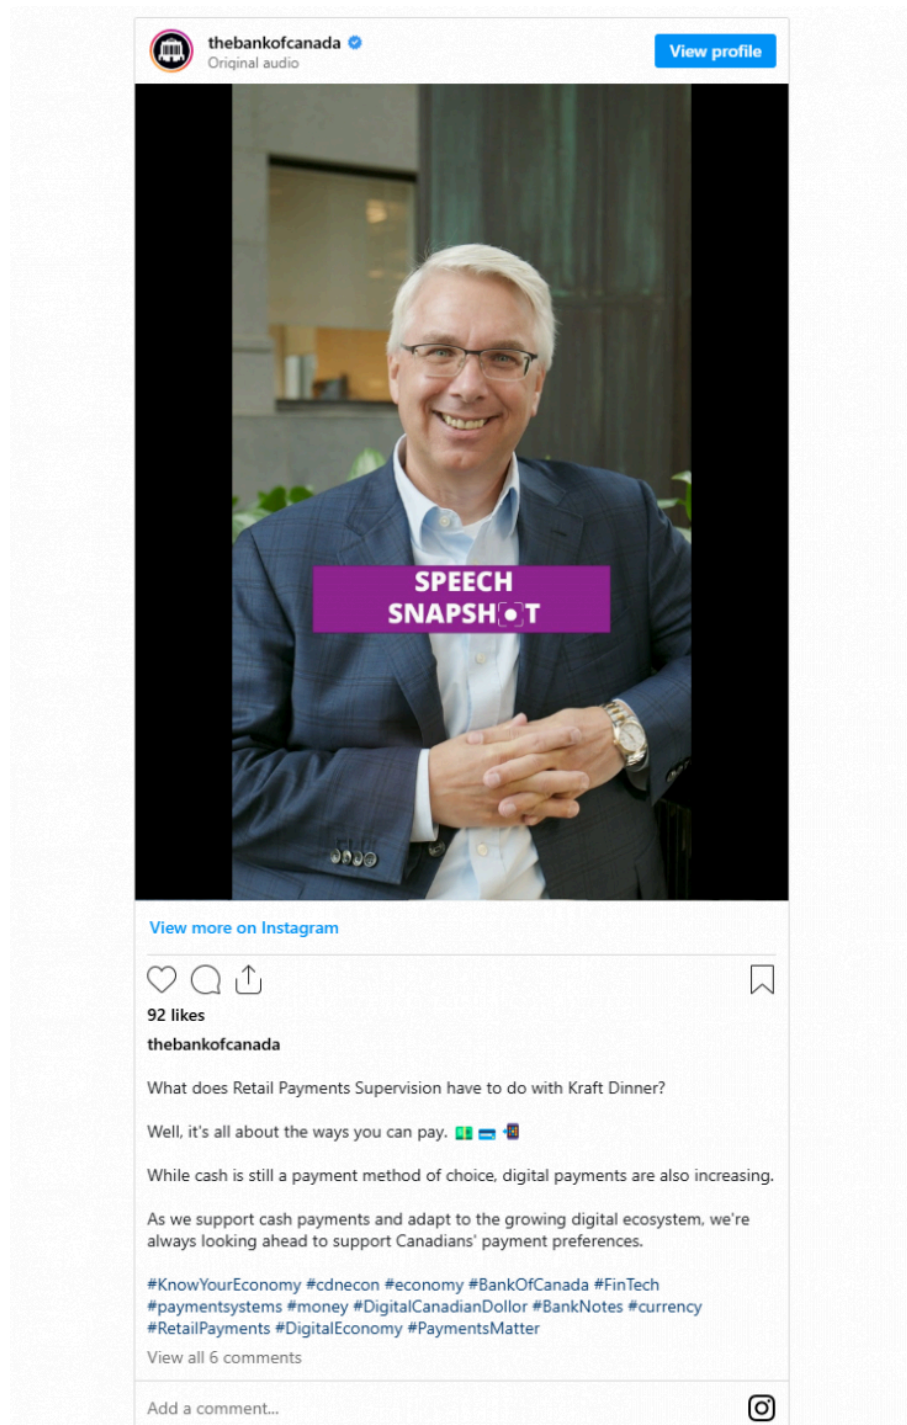 thebankofcanada
View profile
Original audio
SPEECH
SNAPSHOT
View more on Instagram
92 likes
thebankofcanada
What does Retail Payments Supervision have to do with Kraft Dinner?
Well, it's all about the ways you can pay. 💵 💳 📲
While cash is still a payment method of choice, digital payments are also increasing.
As we support cash payments and adapt to the growing digital ecosystem, we're
always looking ahead to support Canadians' payment preferences.
#KnowYourEconomy #cdnecon #economy #BankOfCanada #FinTech
#paymentsystems #money #DigitalCanadianDollor #BankNotes #currency
#RetailPayments #DigitalEconomy #PaymentsMatter
View all 6 comments
Add a comment...